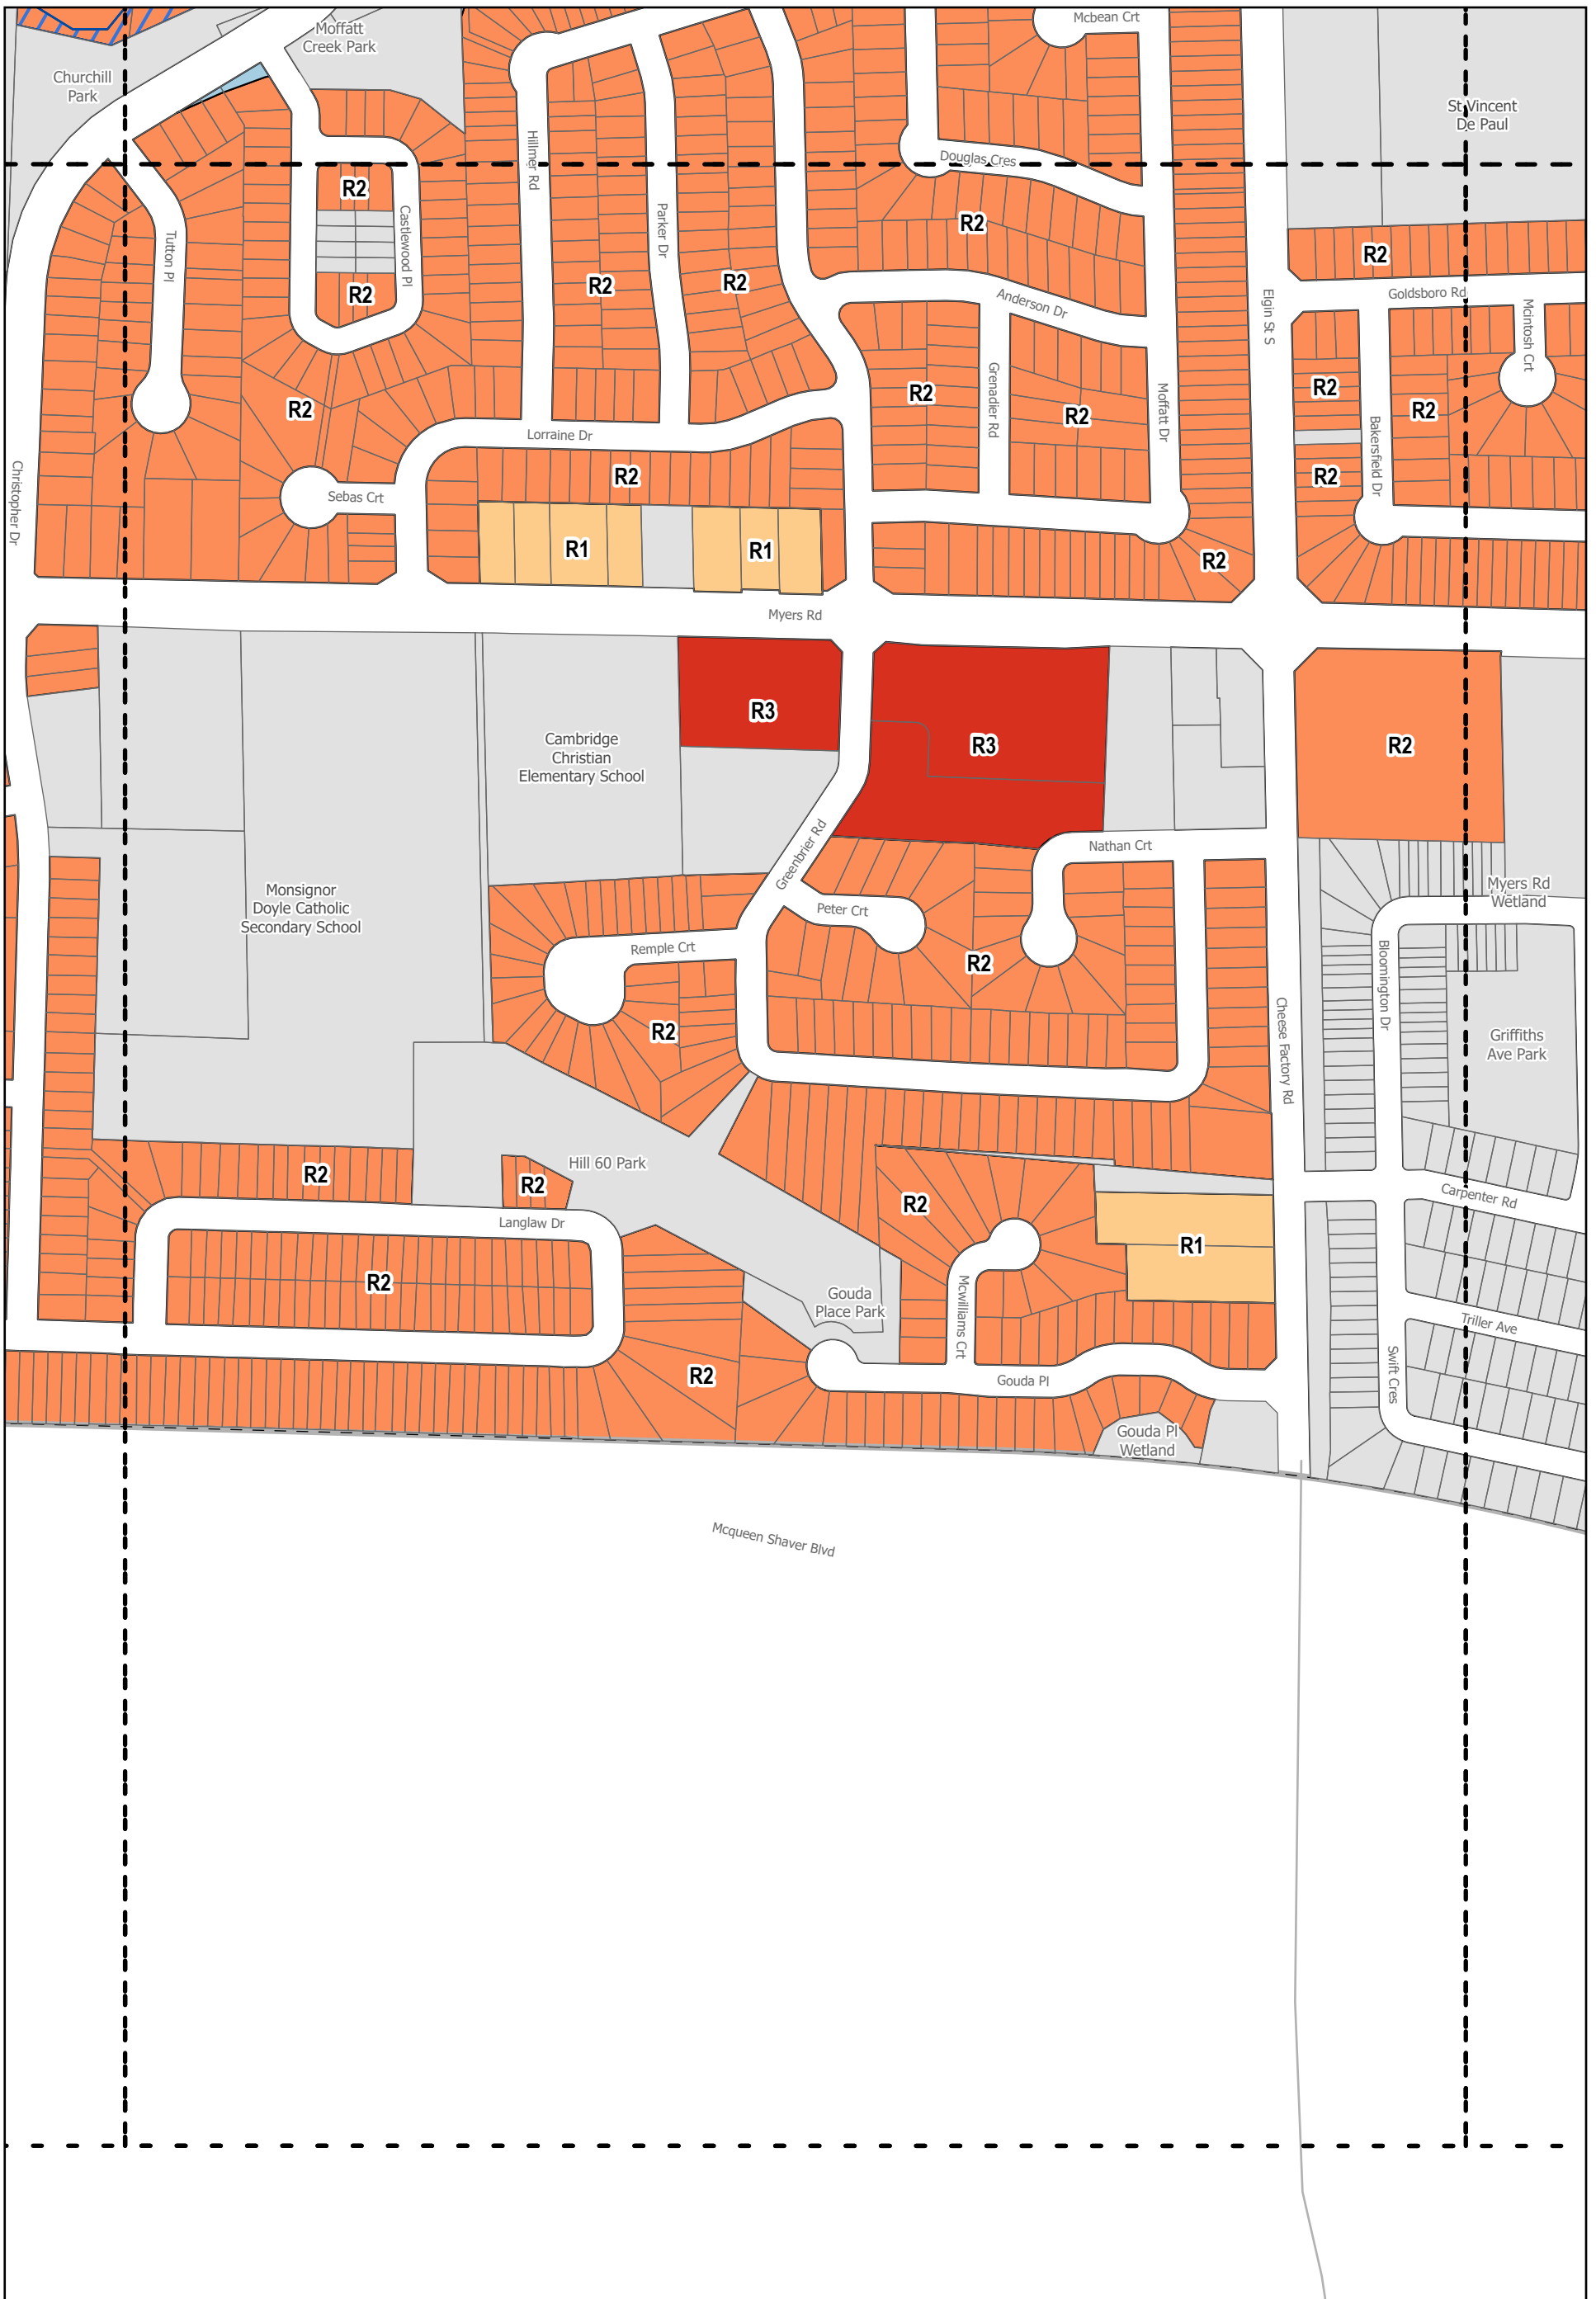 Mcbean Crt
Moffatt
Creek Park
Churchill
Park
St Vincent
De Paul
Hillmer Rd
Douglas Cres
R2
Castlewood Pl
Parker Dr
R2
Tutton Pl
R2
R2
R2
R2
R2
Goldsboro Rd
Anderson Dr
Elgin St S
Mcintosh Crt
R2
R2
R2
R2
R2
Grenadier Rd
Moffatt Dr
Bakersfield Dr
Lorraine Dr
R2
R2
Christopher Dr
Sebas Crt
R1
R1
R2
Myers Rd
R3
R3
R2
Cambridge
Christian
Elementary School
Greenbrier Rd
Nathan Crt
Monsignor
Doyle Catholic
Secondary School
Myers Rd
Wetland
Peter Crt
Remple Crt
R2
Bloomington Dr
R2
Cheese Factory Rd
Griffiths
Ave Park
Hill 60 Park
R2
R2
Carpenter Rd
R2
Langlaw Dr
R1
R2
Gouda
Place Park
Mcwilliams Crt
Triller Ave
R2
Swift Cres
Gouda Pl
Gouda Pl
Wetland
Mcqueen Shaver Blvd